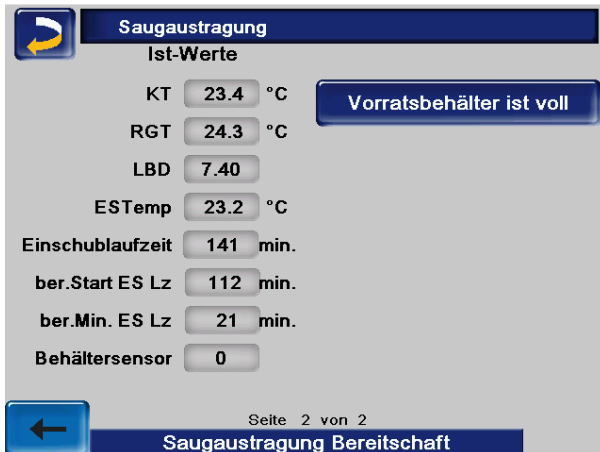 Saugaustragung
Ist-Werte
KT 23.4 °C
Vorratsbehälter ist voll
RGT 24.3 °C
LBD 7.40
ESTemp 23.2 °C
Einschublaufzeit 141 min.
ber.Start ES Lz 112 min.
ber.Min. ES Lz 21 min.
Behältersensor 0
Seite 2 von 2
Saugaustragung Bereitschaft